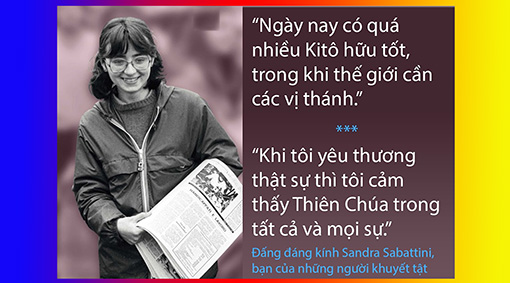 “Ngày nay có quá
nhiều Kitô hữu tốt,
trong khi thế giới cần
các vị thánh.”
***
“Khi tôi yêu thương
thật sự thì tôi cảm
thấy Thiên Chúa trong
tất cả và mọi sự.”
Đấng đáng kính Sandra Sabattini,
bạn của những người khuyết tật